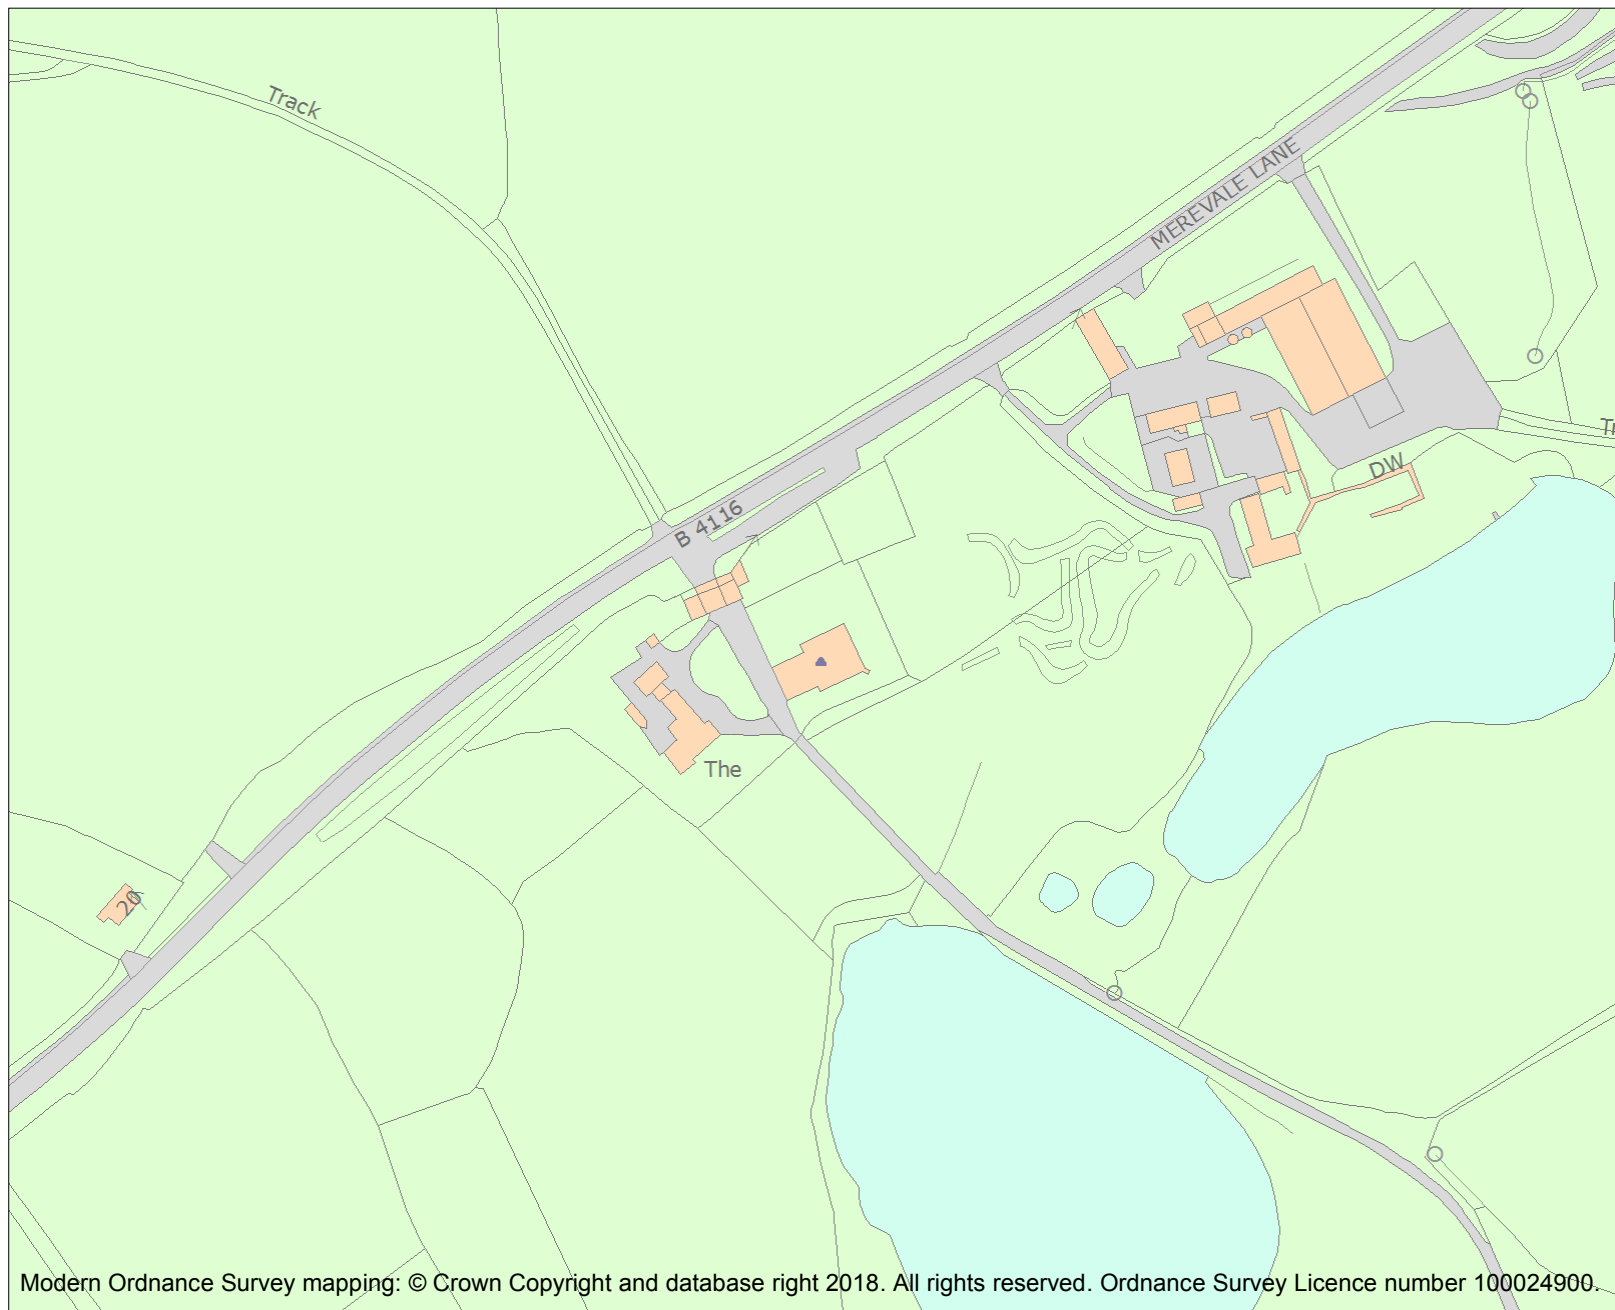 Track
MEREVALE LANE
DW
B 4116
The
20
Modern Ordnance Survey mapping: © Crown Copyright and database right 2018. All rights reserved. Ordnance Survey Licence number 100024900.